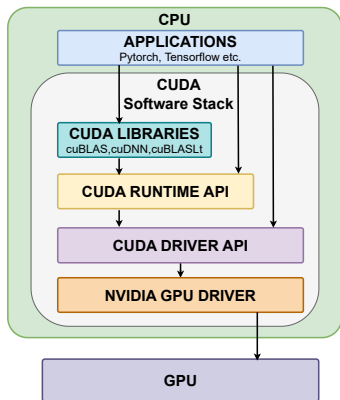 CPU
APPLICATIONS
Pytorch, Tensorflow etc.
CUDA
Software Stack
CUDA LIBRARIES
cuBLAS,cuDNN,cuBLASLt
CUDA RUNTIME API
CUDA DRIVER API
NVIDIA GPU DRIVER
GPU